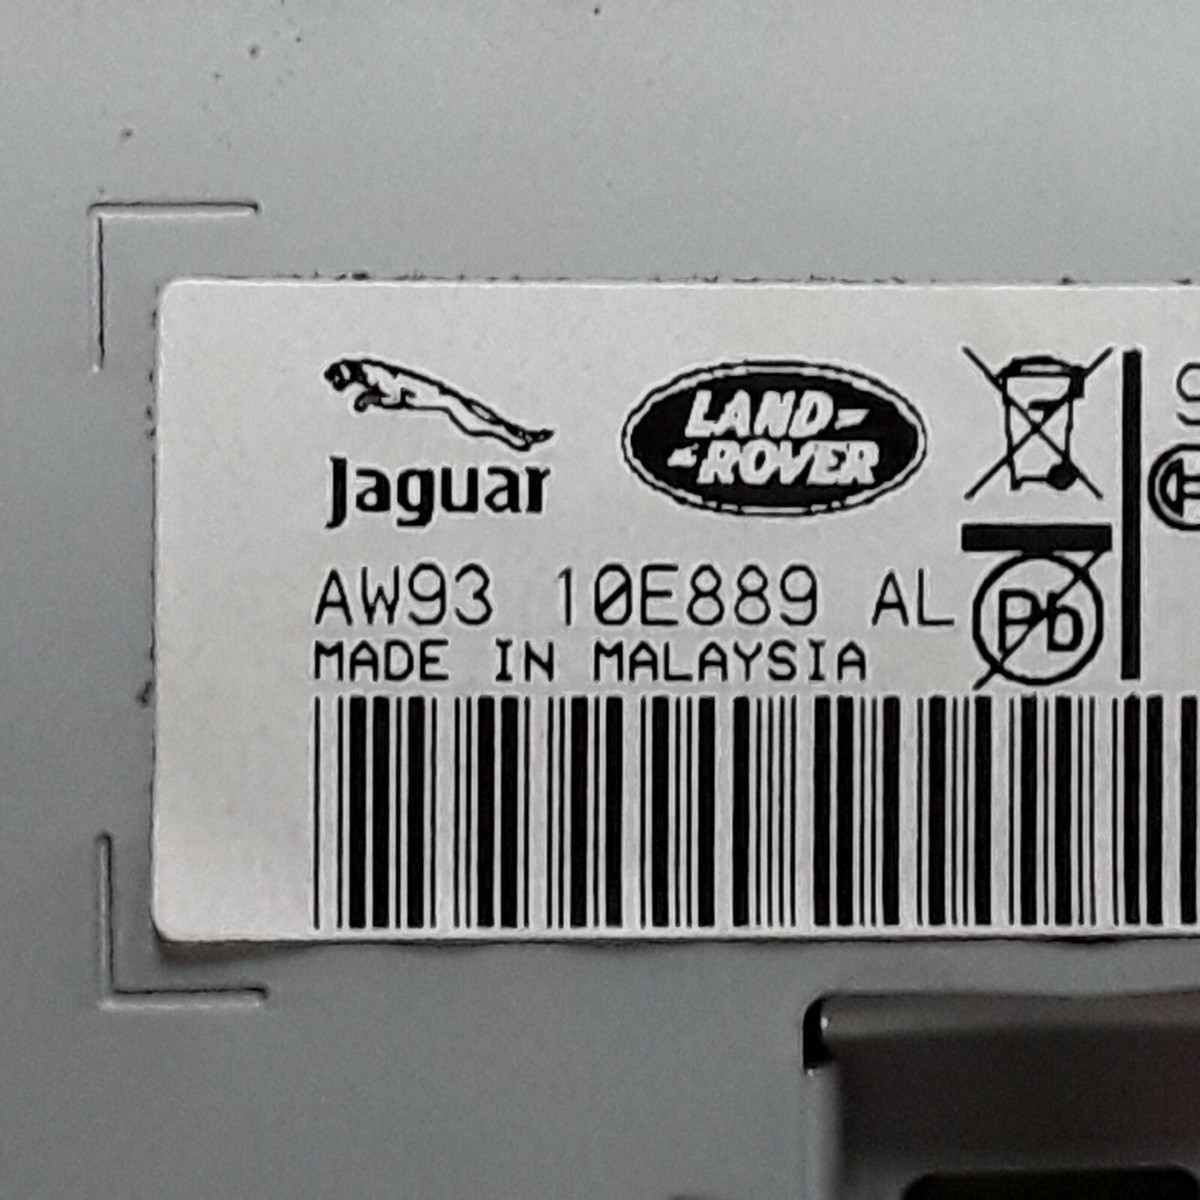 Jaguar
LAND-
ROVER
AW93 10E889 AL
Pb
MADE IN MALAYSIA